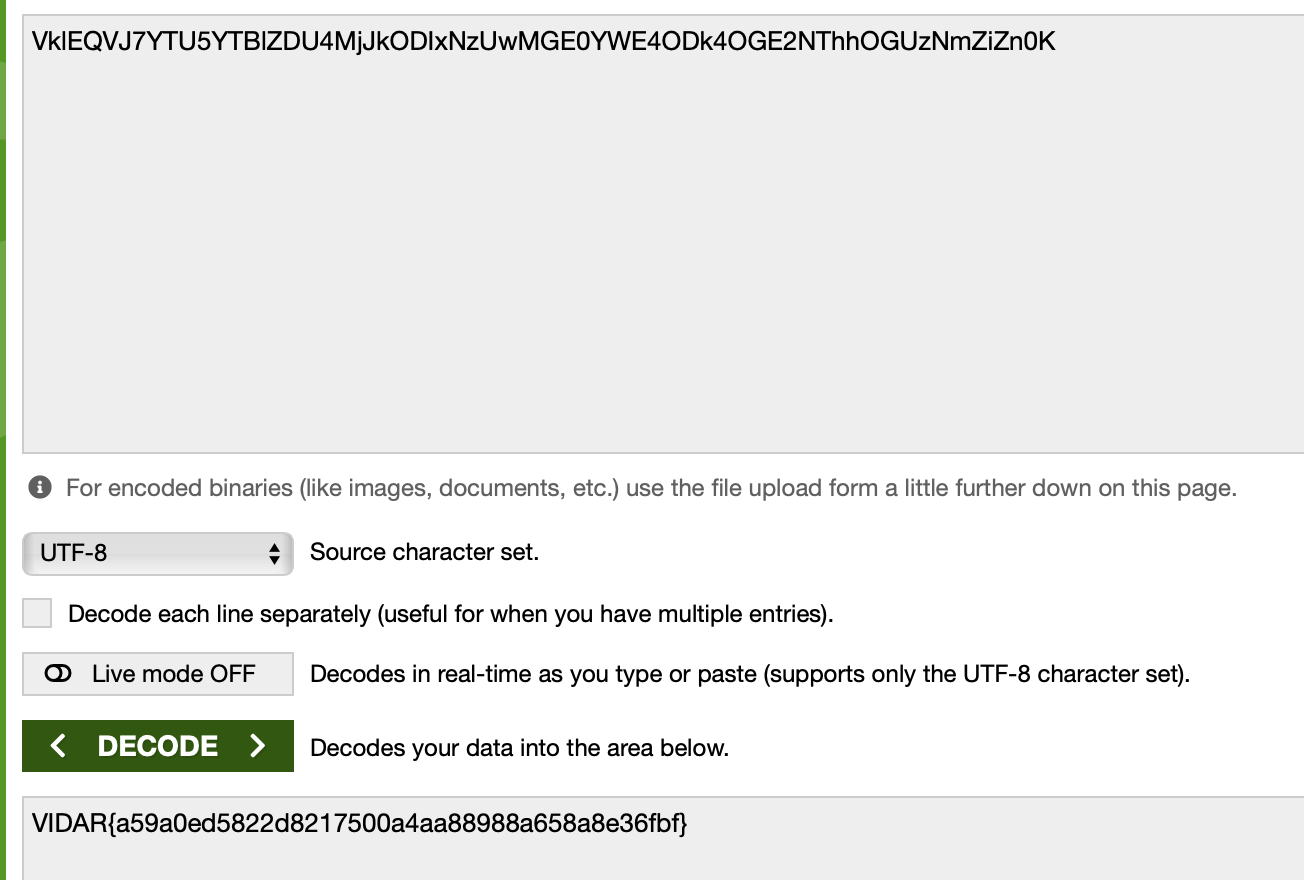 VklEQVJ7YTU5YTBlZDU4MjJkODIxNzUwMGE0YWE4ODk4OGE2NThhOGUzNmZiZn0K
For encoded binaries (like images, documents, etc.) use the file upload form a little further down on this page.
UTF-8 Source character set.
Decode each line separately (useful for when you have multiple entries).
Live mode OFF Decodes in real-time as you type or paste (supports only the UTF-8 character set).
< DECODE > Decodes your data into the area below.
VIDAR{a59a0ed5822d8217500a4aa88988a658a8e36fbf}